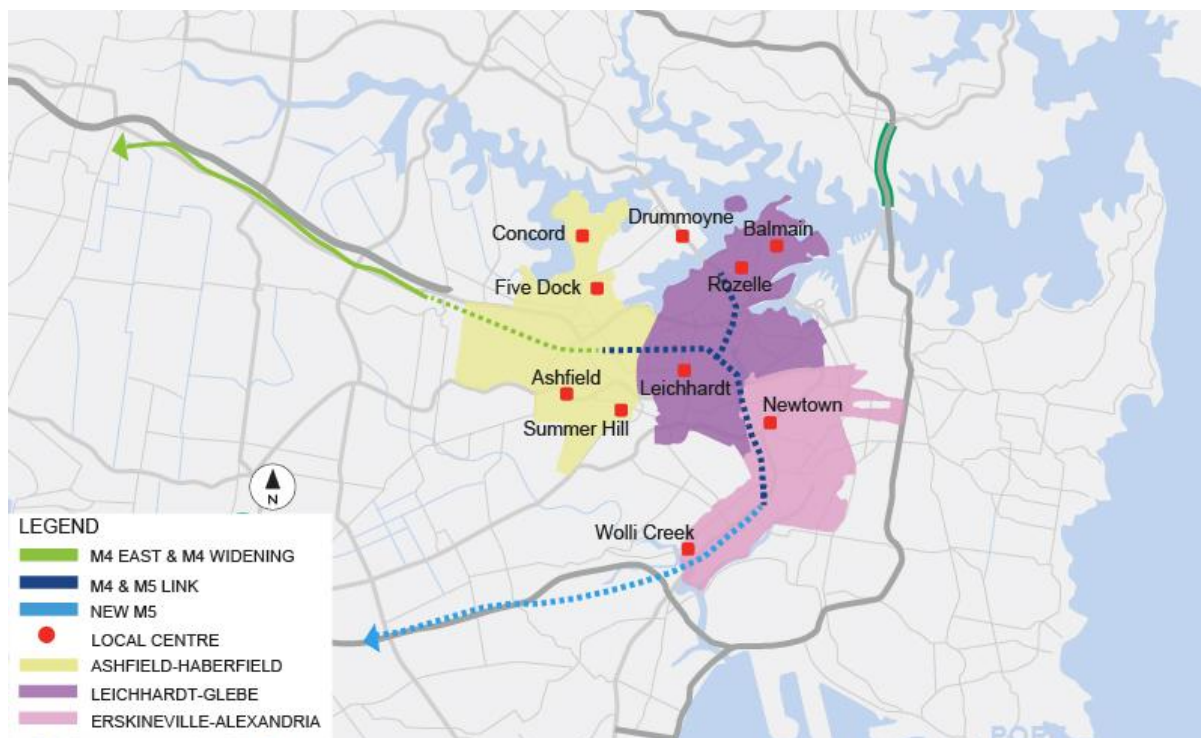 Drummoyne
Balmain
Concord
Rozelle
Five Dock
Ashfield
Leichhardt
Newtown
Summer Hill
N
Wolli Creek
LEGEND
M4 EAST & M4 WIDENING
M4 & M5 LINK
NEW M5
LOCAL CENTRE
ASHFIELD-HABERFIELD
LEICHHARDT-GLEBE
ERSKINEVILLE-ALEXANDRIA